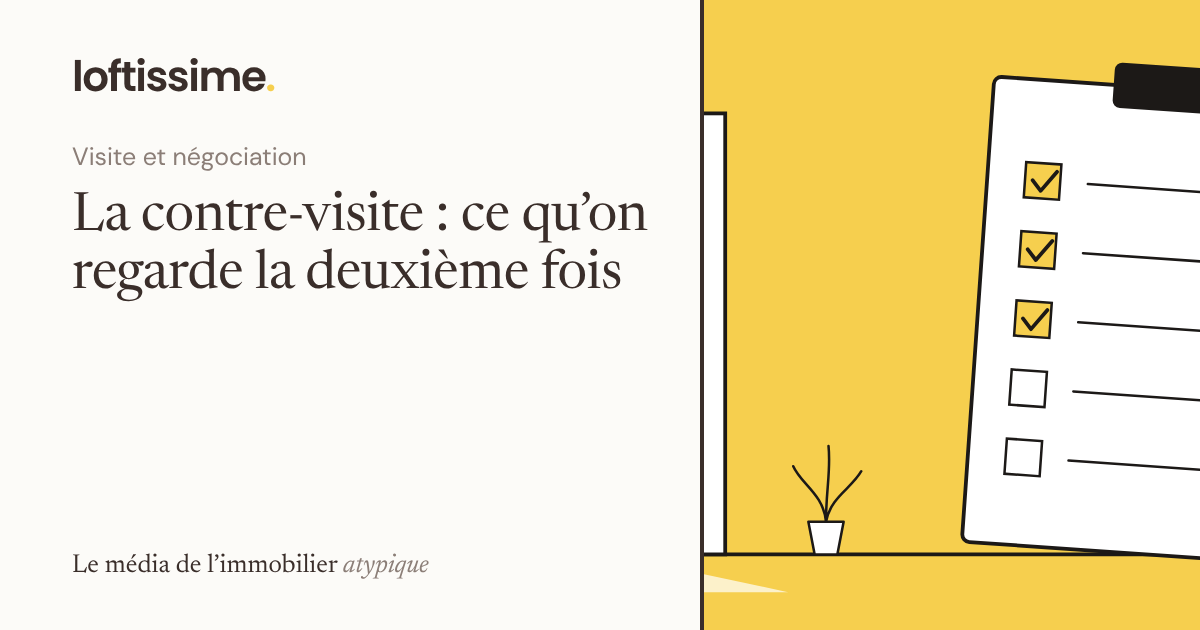 loftissime.
Visite et négociation
La contre-visite : ce qu’on
regarde la deuxième fois
Le média de l’immobilier atypique